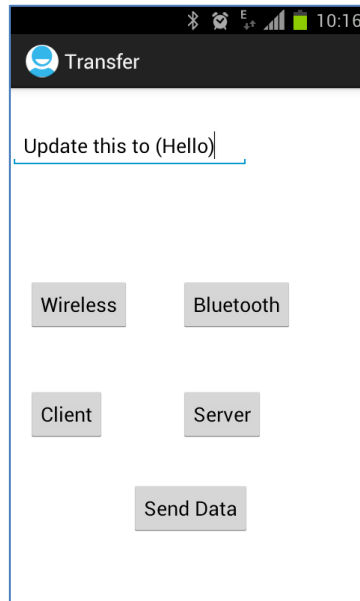 E 10:16
Transfer
Update this to (Hello)
Wireless Bluetooth
Client Server
Send Data